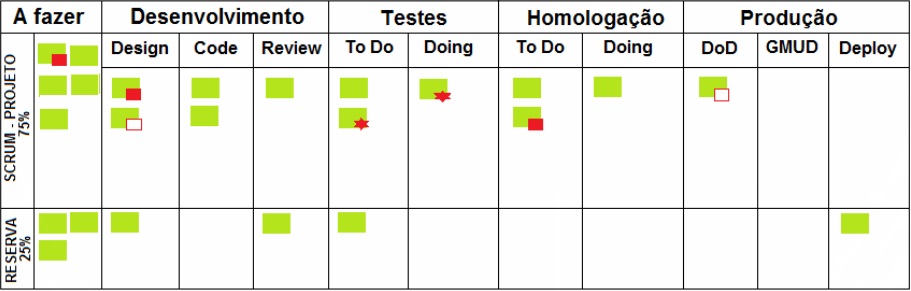 A fazer Desenvolvimento Testes Homologação Produção
Design Code Review To Do Doing To Do Doing DoD GMUD Deploy
SCRUM - PROJETO
75%
RESERVA
25%